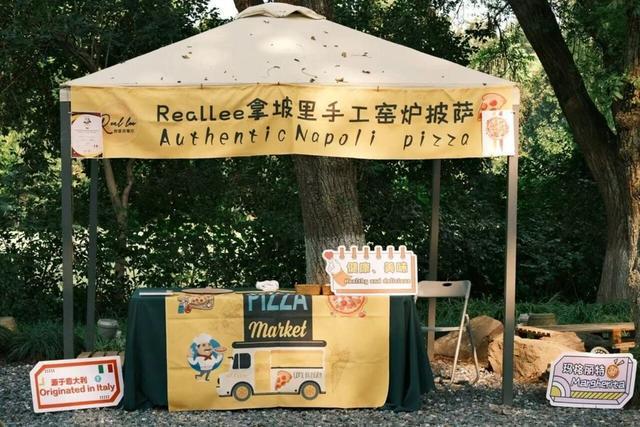 Reallee拿坡里手工窑炉披萨
Authentic Napoli pizza
健康、美味
Healthy and delicious
PIZZA
Market
源于意大利
Originated in Italy
玛格丽特
Margherita